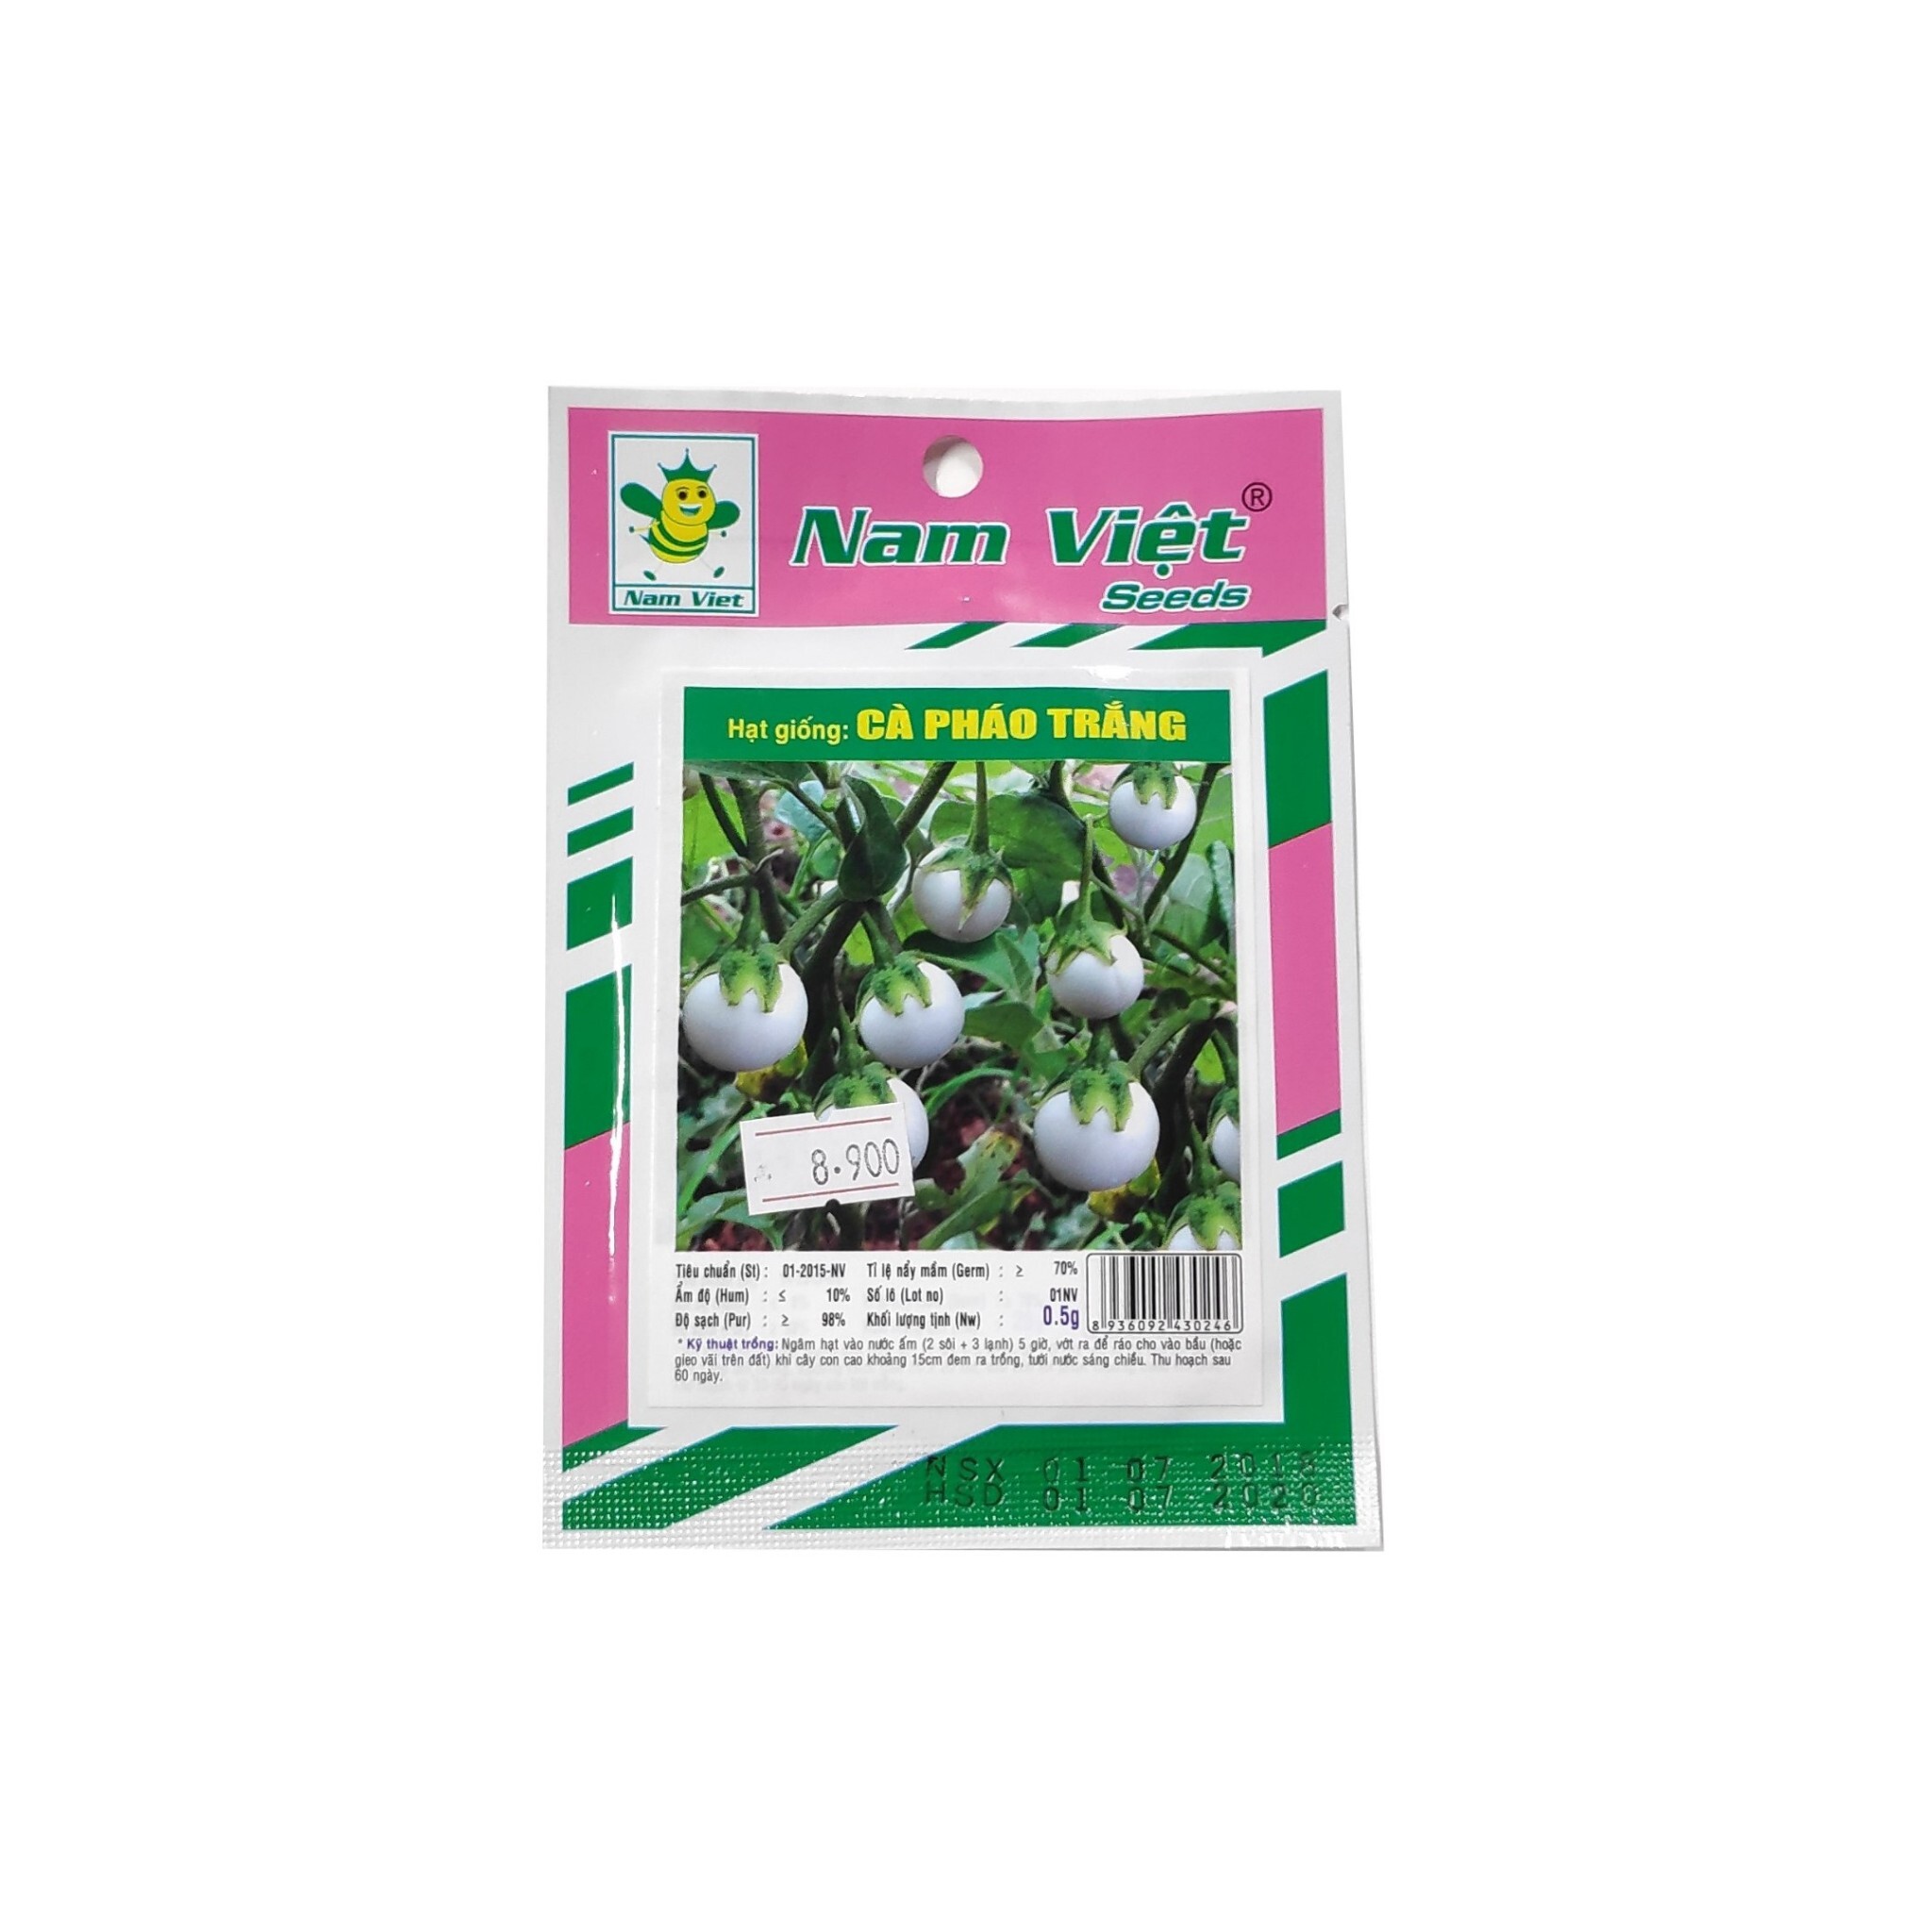 Nam Viet
Nam Việt®
Seeds
Hạt giống: CÀ PHÁO TRẮNG
8.900
Tiêu chuẩn (St) : 01-2015-NV Tỉ lệ nẩy mầm (Germ) : ≥ 70%
Ẩm độ (Hum) : ≤ 10% Số lô (Lot no) : 01NV
Độ sạch (Pur) : ≥ 98% Khối lượng tịnh (Nw) : 0.5g
8 936092 430246
* Kỹ thuật trồng: Ngâm hạt vào nước ấm (2 sôi + 3 lạnh) 5 giờ, vớt ra để ráo cho vào bầu (hoặc
gieo vãi trên đất) khi cây con cao khoảng 15cm đem ra trồng, tưới nước sáng chiều. Thu hoạch sau
60 ngày.
NSX 01 07 2018
HSD 01 07 2020